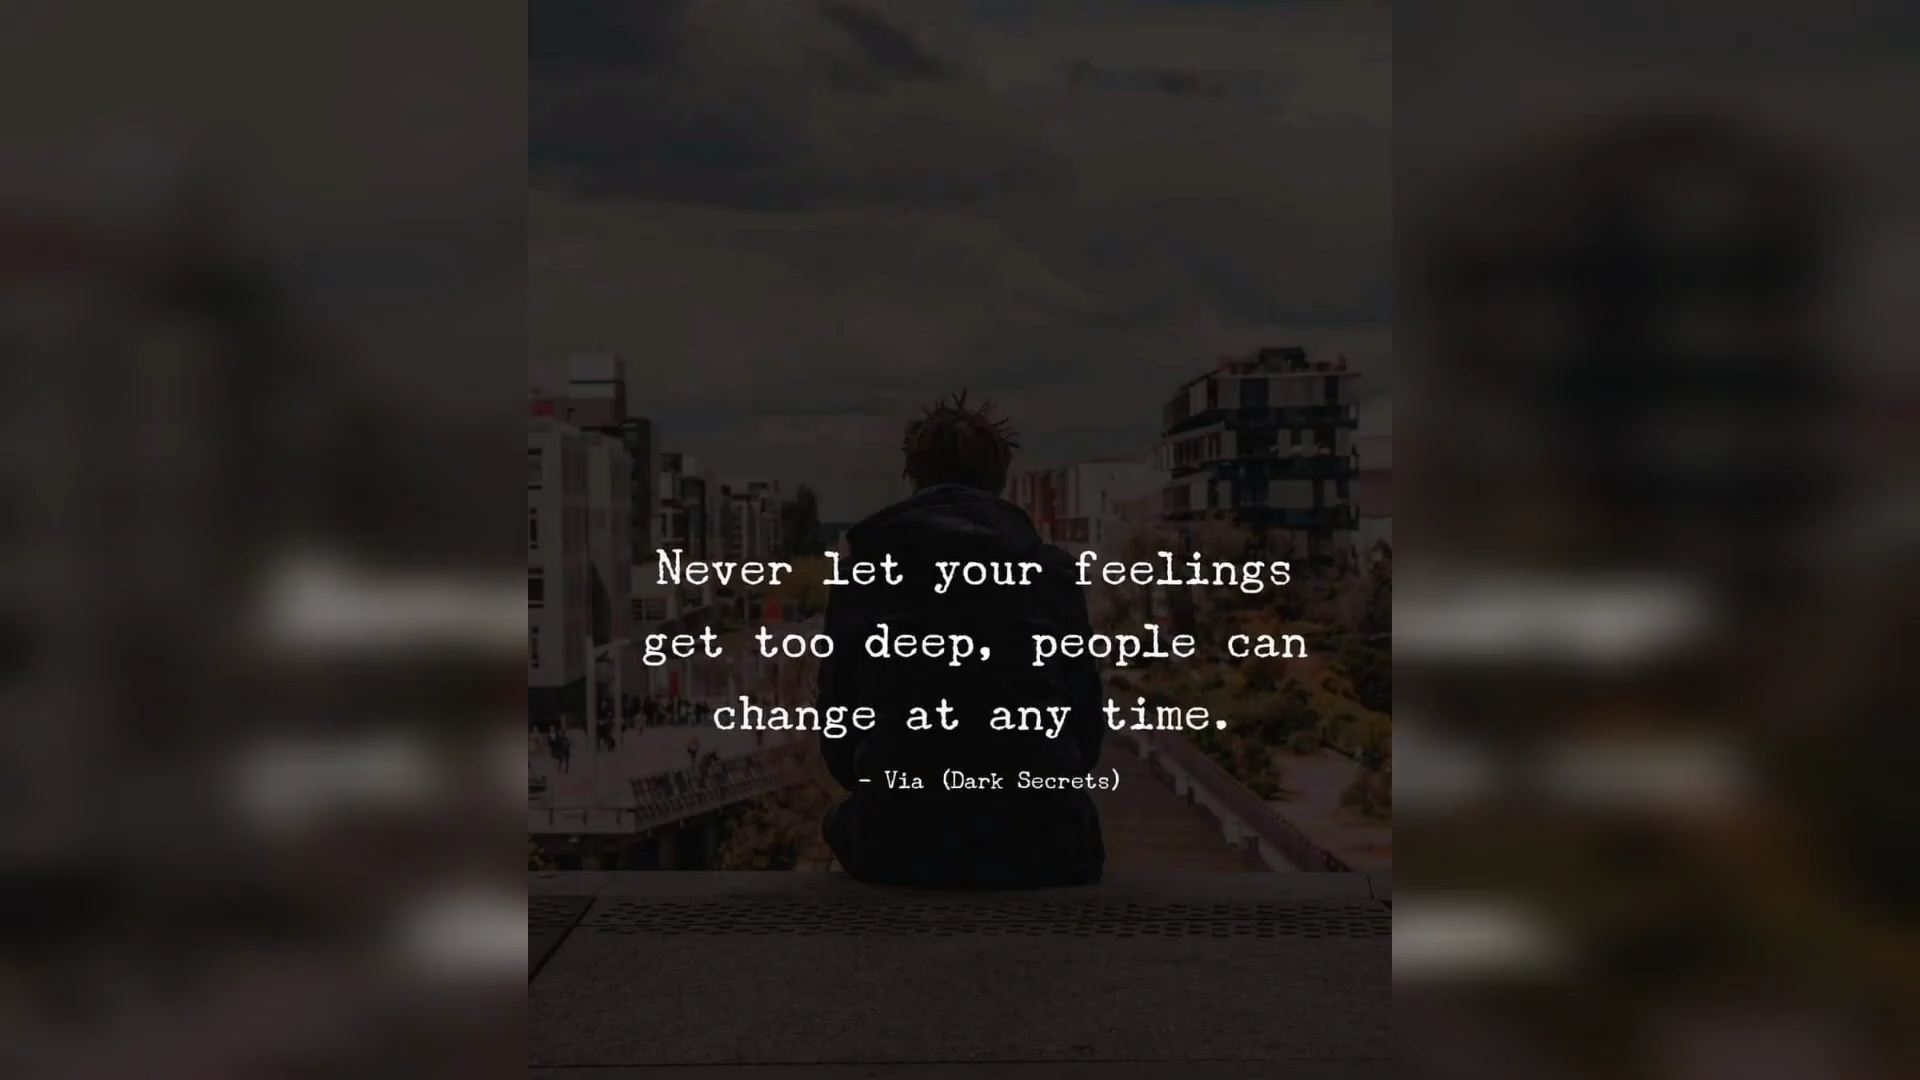 Never let your feelings
get too deep, people can
change at any time.
- Via (Dark Secrets)